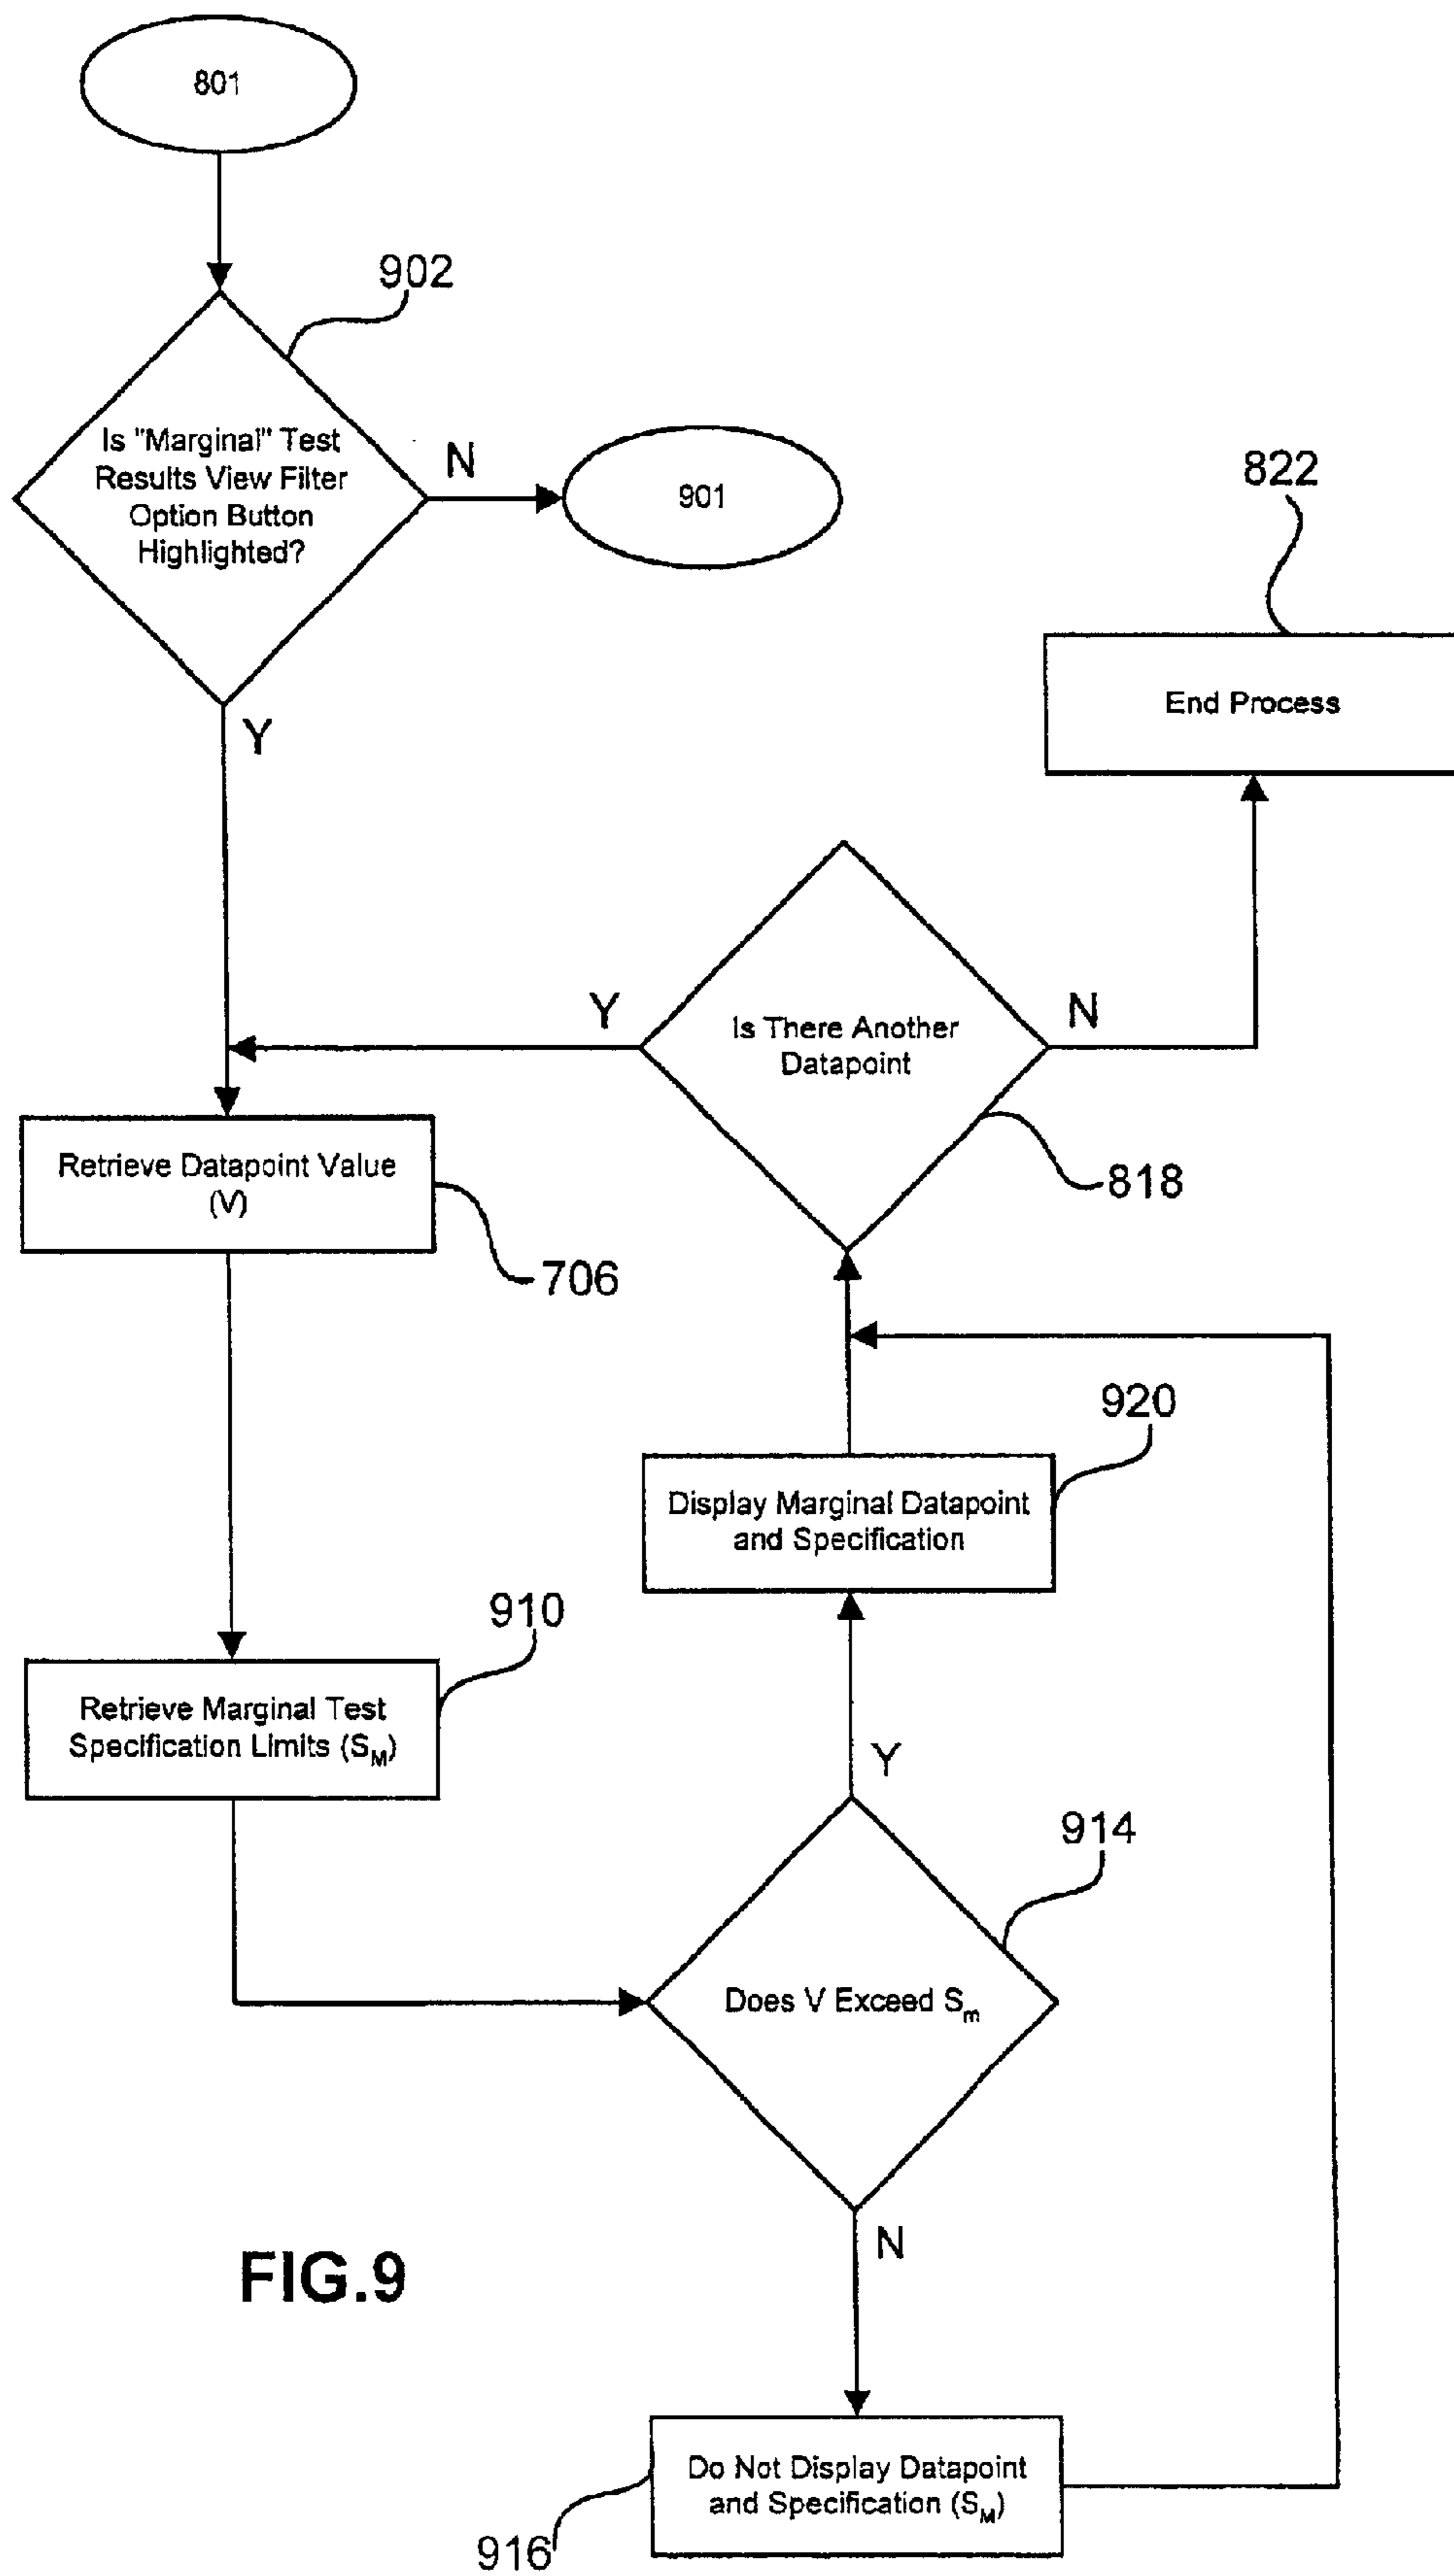 801
902
Is "Marginal" Test
Results View Filter
Option Button
Highlighted?
N
901
Y
822
End Process
Is There Another
Datapoint
Y
N
818
Retrieve Datapoint Value
(V)
706
920
Display Marginal Datapoint
and Specification
910
Retrieve Marginal Test
Specification Limits (SM)
Y
914
Does V Exceed Sm
N
FIG.9
Do Not Display Datapoint
and Specification (SM)
916